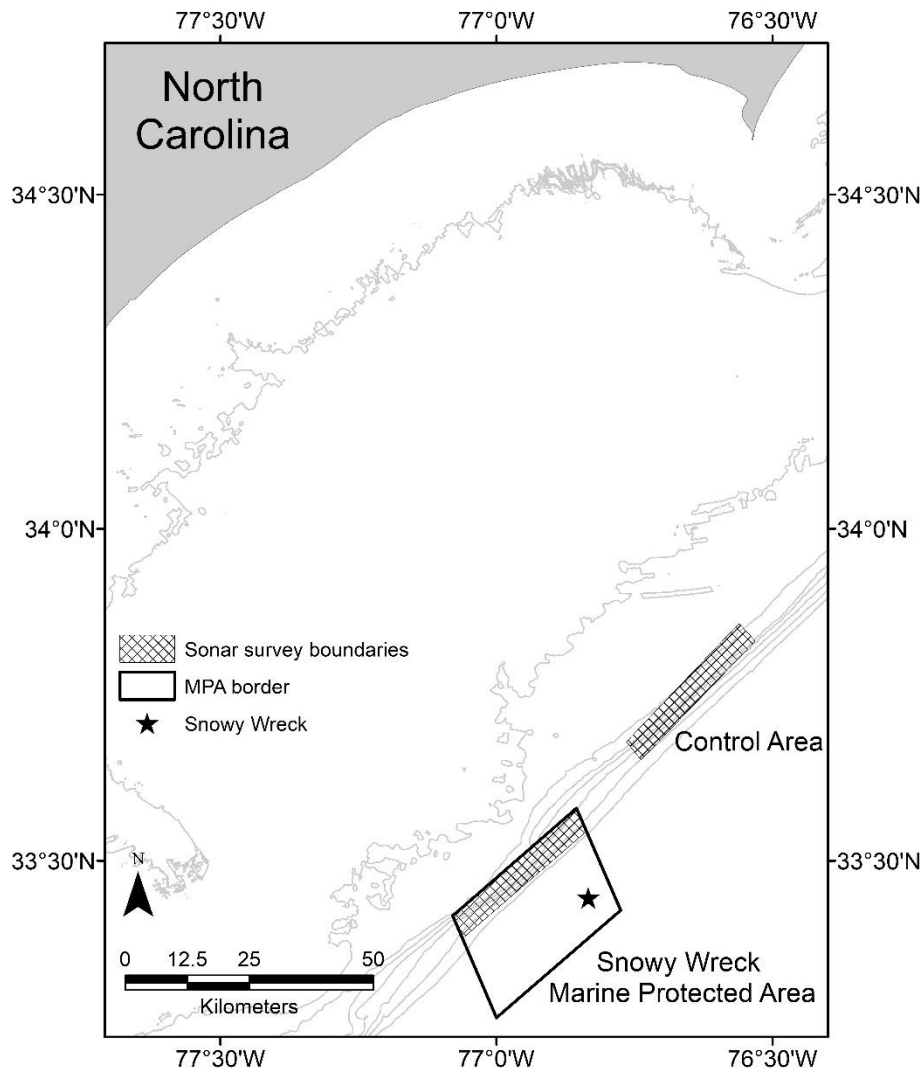 77°30'W 77°0'W 76°30'W
North
Carolina
34°30'N 34°30'N
34°0'N 34°0'N
Sonar survey boundaries
MPA border
Snowy Wreck
Control Area
33°30'N 33°30'N
N
0 12.5 25 50
Kilometers
Snowy Wreck
Marine Protected Area
77°30'W 77°0'W 76°30'W